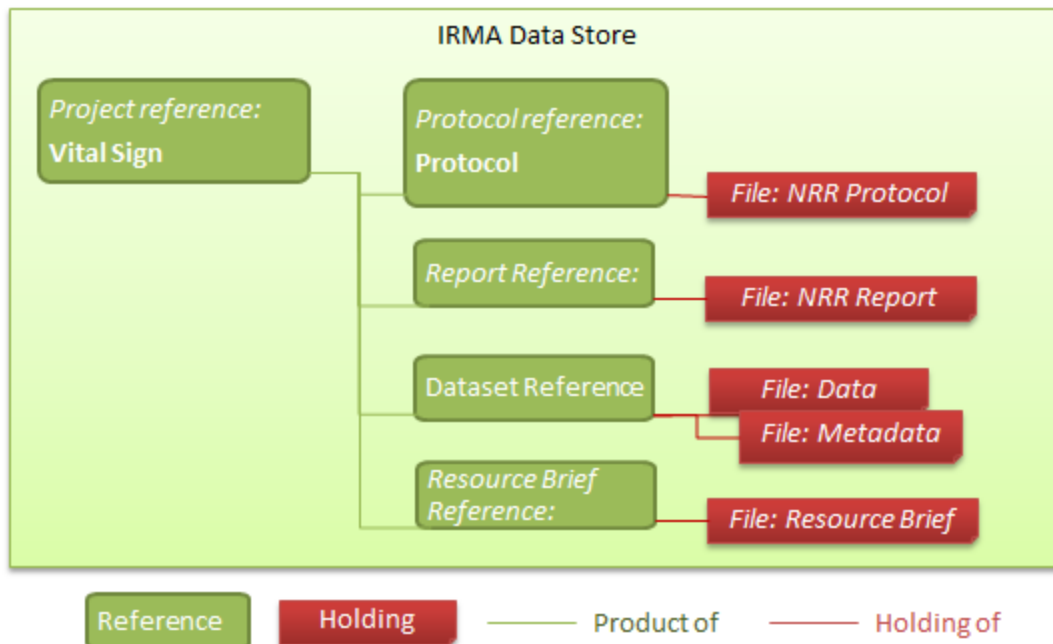 IRMA Data Store
Project reference:
Vital Sign
Protocol reference:
Protocol
File: NRR Protocol
Report Reference:
File: NRR Report
Dataset Reference
File: Data
File: Metadata
Resource Brief
Reference:
File: Resource Brief
Reference
Holding
Product of
Holding of